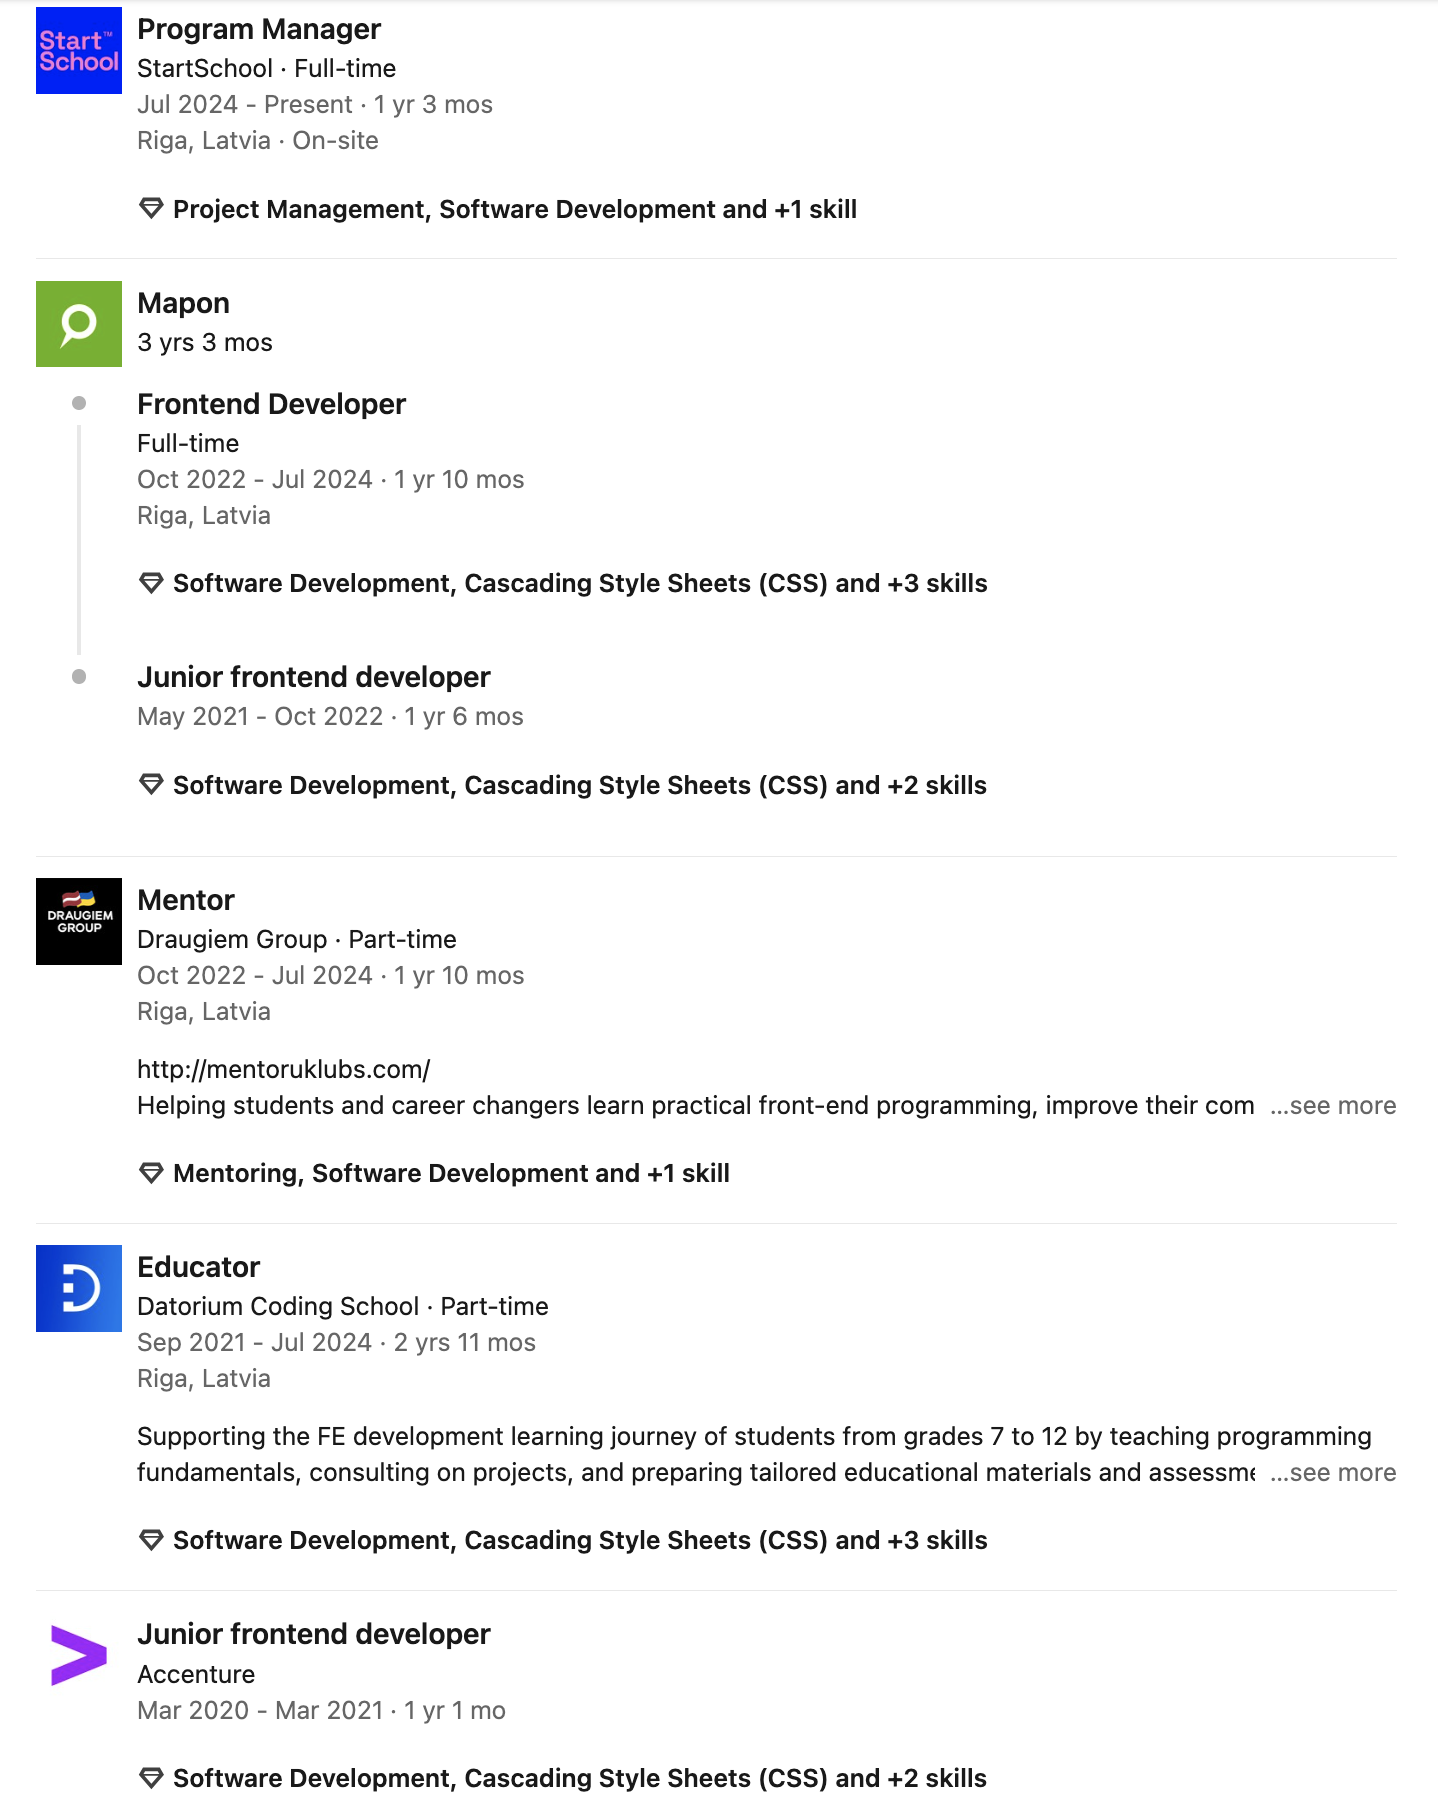 Start™
School
Program Manager
StartSchool · Full-time
Jul 2024 - Present · 1 yr 3 mos
Riga, Latvia · On-site
Project Management, Software Development and +1 skill
Mapon
3 yrs 3 mos
Frontend Developer
Full-time
Oct 2022 - Jul 2024 · 1 yr 10 mos
Riga, Latvia
Software Development, Cascading Style Sheets (CSS) and +3 skills
Junior frontend developer
May 2021 - Oct 2022 · 1 yr 6 mos
Software Development, Cascading Style Sheets (CSS) and +2 skills
DRAUGIEM
GROUP
Mentor
Draugiem Group · Part-time
Oct 2022 - Jul 2024 · 1 yr 10 mos
Riga, Latvia
http://mentoruklubs.com/
Helping students and career changers learn practical front-end programming, improve their com ...see more
Mentoring, Software Development and +1 skill
Educator
Datorium Coding School · Part-time
Sep 2021 - Jul 2024 · 2 yrs 11 mos
Riga, Latvia
Supporting the FE development learning journey of students from grades 7 to 12 by teaching programming
fundamentals, consulting on projects, and preparing tailored educational materials and assessme ...see more
Software Development, Cascading Style Sheets (CSS) and +3 skills
Junior frontend developer
Accenture
Mar 2020 - Mar 2021 · 1 yr 1 mo
Software Development, Cascading Style Sheets (CSS) and +2 skills